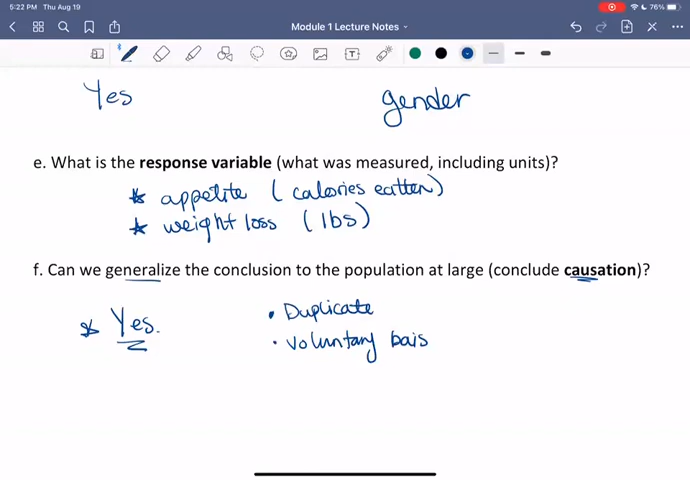 5:22 PM Thu Aug 19
76%
Module 1 Lecture Notes
Yes
gender
e. What is the response variable (what was measured, including units)?
* appetite (calories eatten)
* weight loss (lbs)
f. Can we generalize the conclusion to the population at large (conclude causation)?
* Yes.
• Duplicate
• voluntary bais